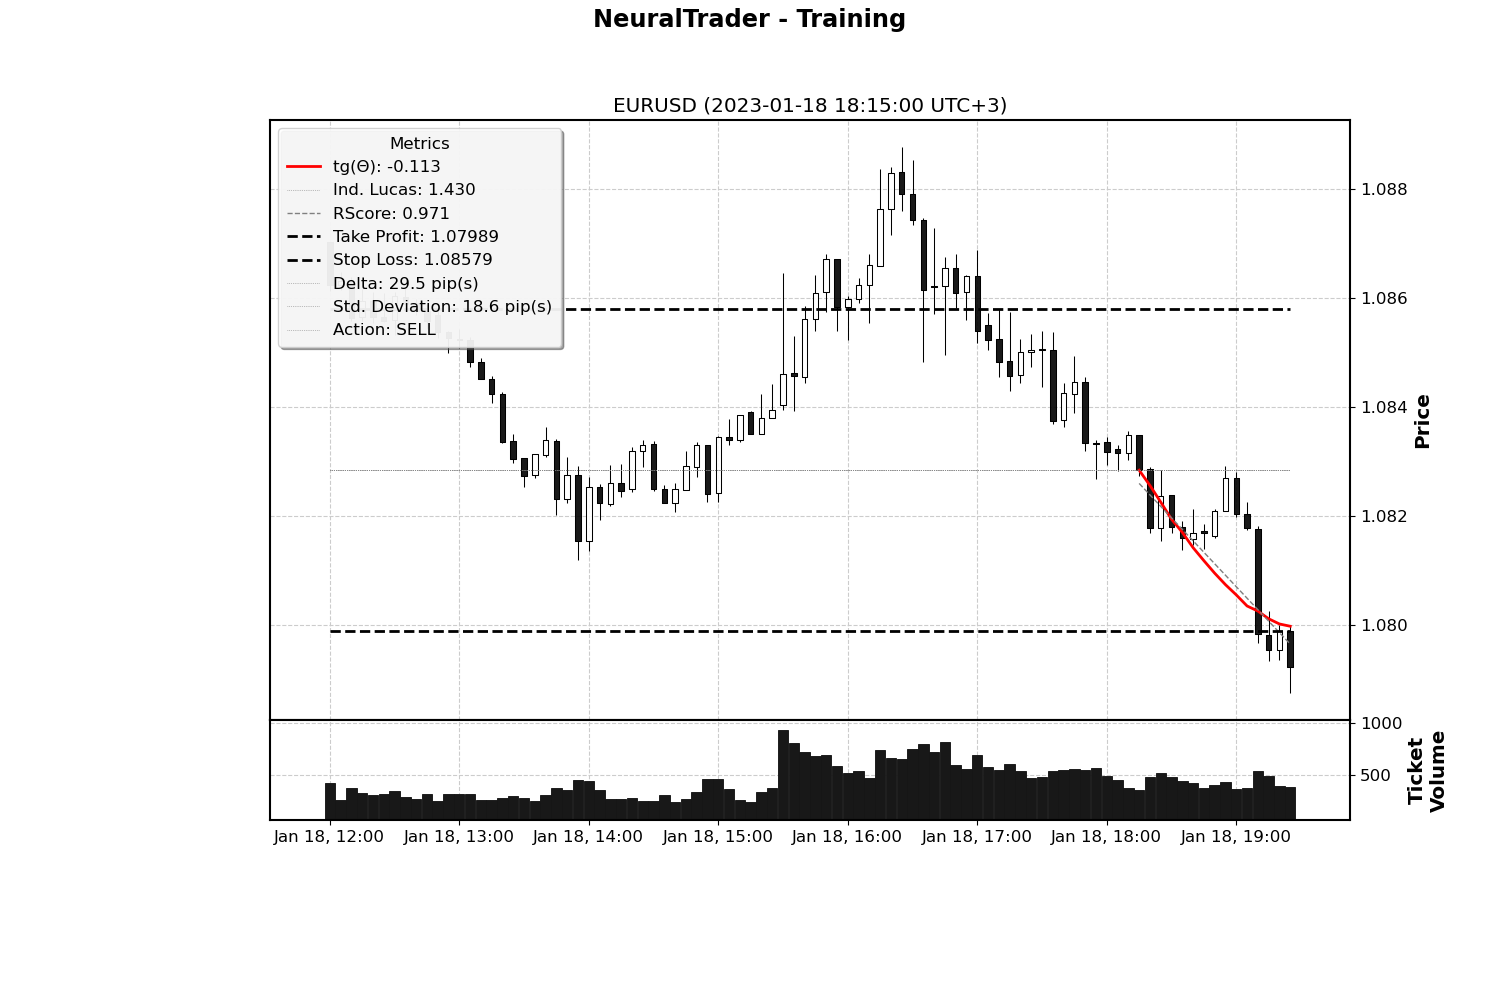 NeuralTrader - Training
EURUSD (2023-01-18 18:15:00 UTC+3)
Metrics
tg(Θ): -0.113
Ind. Lucas: 1.430
RScore: 0.971
Take Profit: 1.07989
Stop Loss: 1.08579
Delta: 29.5 pip(s)
Std. Deviation: 18.6 pip(s)
Action: SELL
1.088
1.086
1.084
1.082
1.080
Price
1000
500
Ticket
Volume
Jan 18, 12:00
Jan 18, 13:00
Jan 18, 14:00
Jan 18, 15:00
Jan 18, 16:00
Jan 18, 17:00
Jan 18, 18:00
Jan 18, 19:00